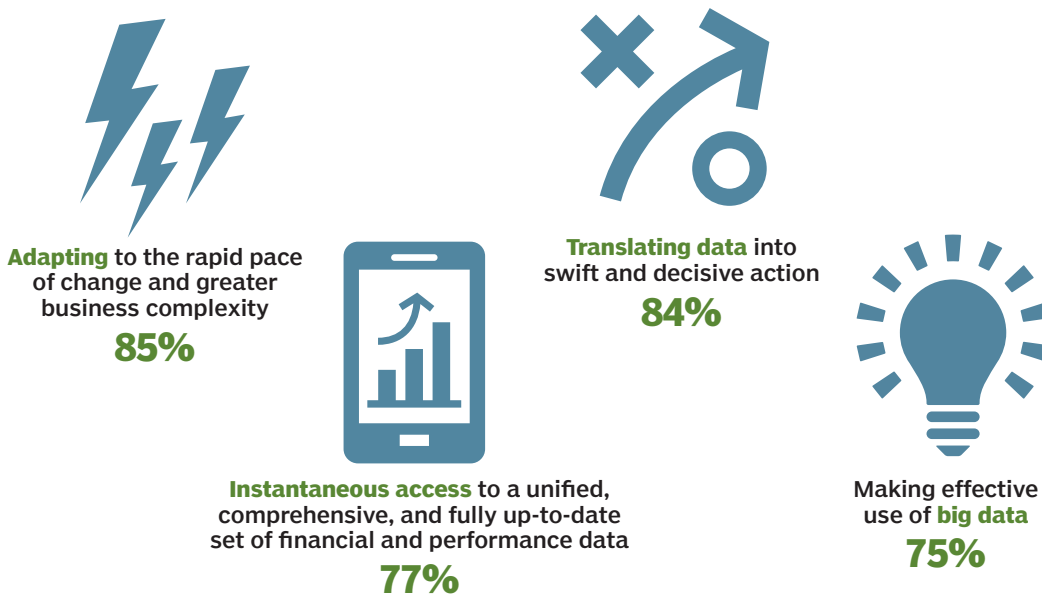 Adapting to the rapid pace
of change and greater
business complexity
85%
Instantaneous access to a unified,
comprehensive, and fully up-to-date
set of financial and performance data
77%
Translating data into
swift and decisive action
84%
Making effective
use of big data
75%